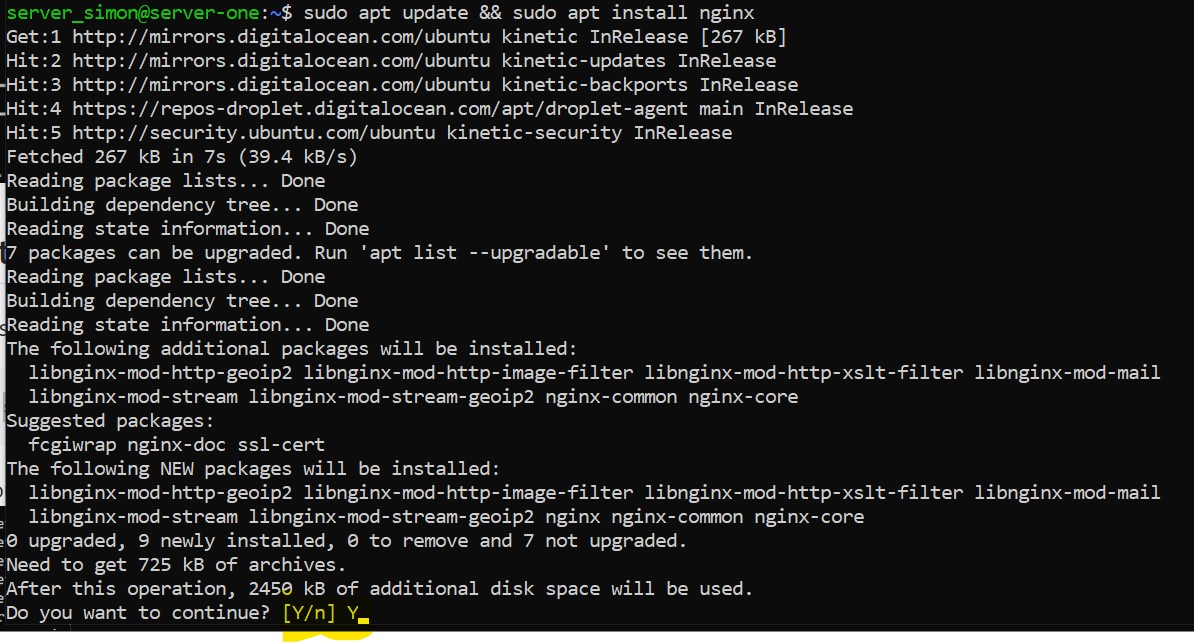 server_simon@server-one:~$ sudo apt update && sudo apt install nginx
Get:1 http://mirrors.digitalocean.com/ubuntu kinetic InRelease [267 kB]
Hit:2 http://mirrors.digitalocean.com/ubuntu kinetic-updates InRelease
Hit:3 http://mirrors.digitalocean.com/ubuntu kinetic-backports InRelease
Hit:4 https://repos-droplet.digitalocean.com/apt/droplet-agent main InRelease
Hit:5 http://security.ubuntu.com/ubuntu kinetic-security InRelease
Fetched 267 kB in 7s (39.4 kB/s)
Reading package lists... Done
Building dependency tree... Done
Reading state information... Done
7 packages can be upgraded. Run 'apt list --upgradable' to see them.
Reading package lists... Done
Building dependency tree... Done
Reading state information... Done
The following additional packages will be installed:
  libnginx-mod-http-geoip2 libnginx-mod-http-image-filter libnginx-mod-http-xslt-filter libnginx-mod-mail
  libnginx-mod-stream libnginx-mod-stream-geoip2 nginx-common nginx-core
Suggested packages:
  fcgiwrap nginx-doc ssl-cert
The following NEW packages will be installed:
  libnginx-mod-http-geoip2 libnginx-mod-http-image-filter libnginx-mod-http-xslt-filter libnginx-mod-mail
  libnginx-mod-stream libnginx-mod-stream-geoip2 nginx nginx-common nginx-core
0 upgraded, 9 newly installed, 0 to remove and 7 not upgraded.
Need to get 725 kB of archives.
After this operation, 2450 kB of additional disk space will be used.
Do you want to continue? [Y/n] Y